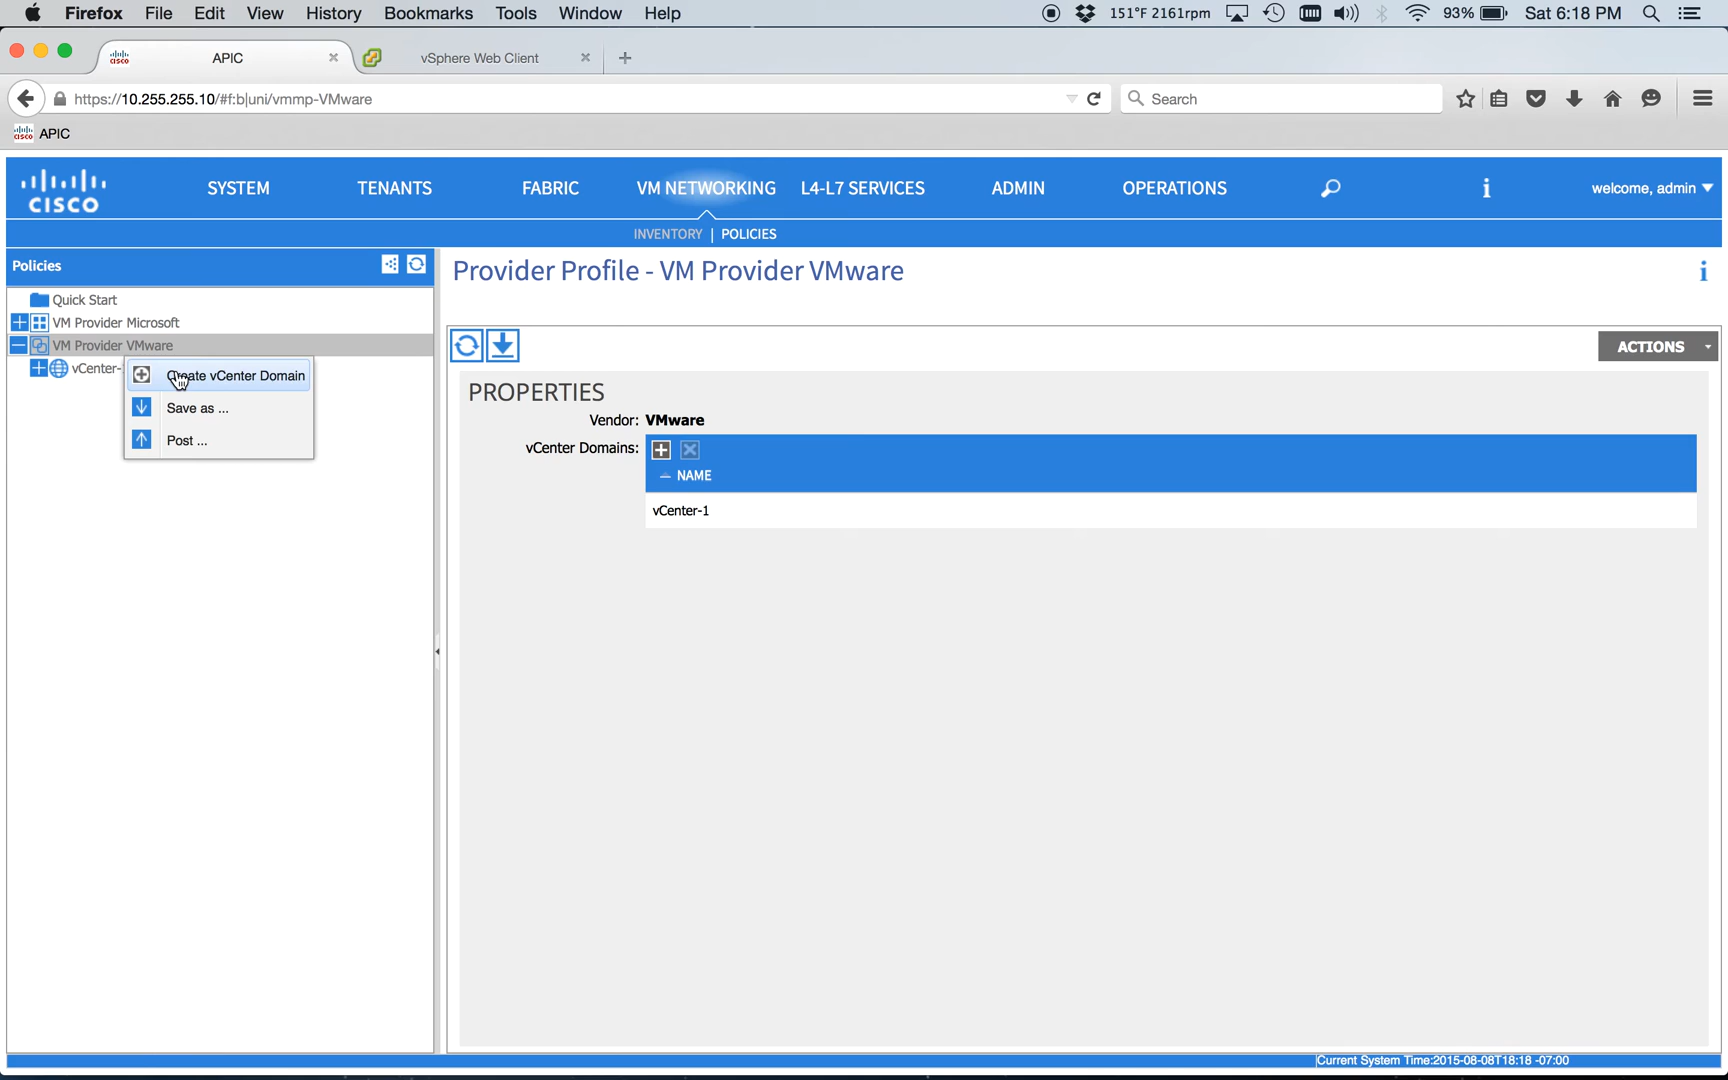 Firefox File Edit View History Bookmarks Tools Window Help 151°F 2161rpm 93% Sat 6:18 PM
APIC vSphere Web Client
https://10.255.255.10/#f:b|uni/vmmp-VMware Search
CISCO APIC
CISCO SYSTEM TENANTS FABRIC VM NETWORKING L4-L7 SERVICES ADMIN OPERATIONS i welcome, admin
INVENTORY | POLICIES
Policies
Provider Profile - VM Provider VMware i
Quick Start
VM Provider Microsoft
VM Provider VMware
ACTIONS
vCenter-
Create vCenter Domain
Save as ...
Post ...
PROPERTIES
Vendor: VMware
vCenter Domains:
NAME
vCenter-1
Current System Time:2015-08-08T18:18 -07:00